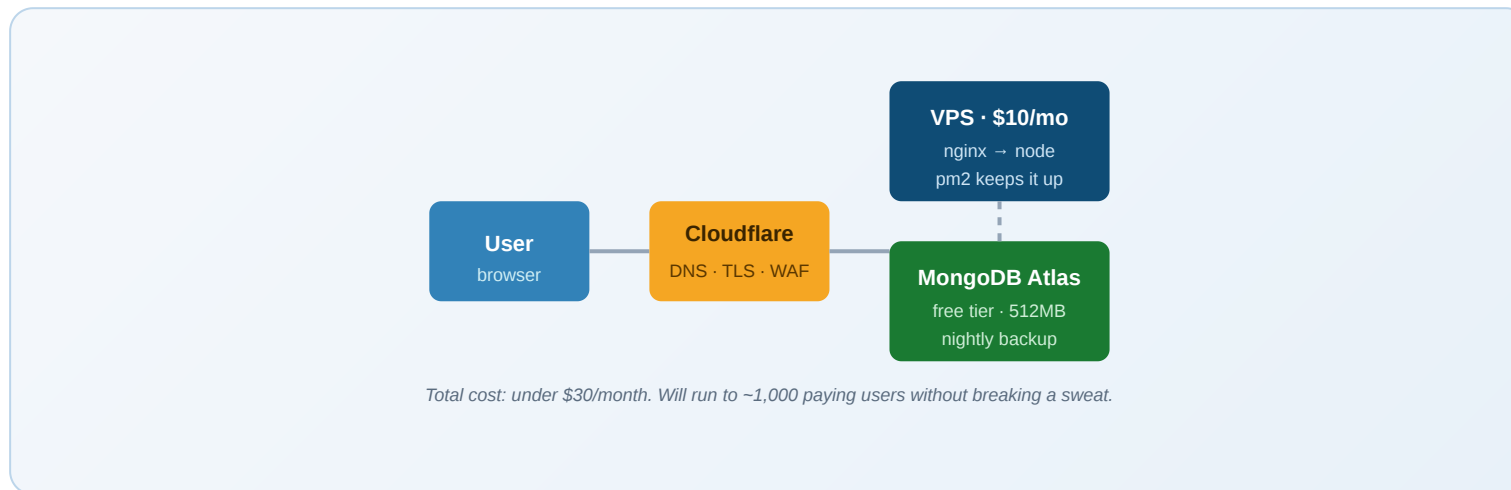 VPS · $10/mo
nginx → node
pm2 keeps it up
User
browser
Cloudflare
DNS · TLS · WAF
MongoDB Atlas
free tier · 512MB
nightly backup
Total cost: under $30/month. Will run to ~1,000 paying users without breaking a sweat.